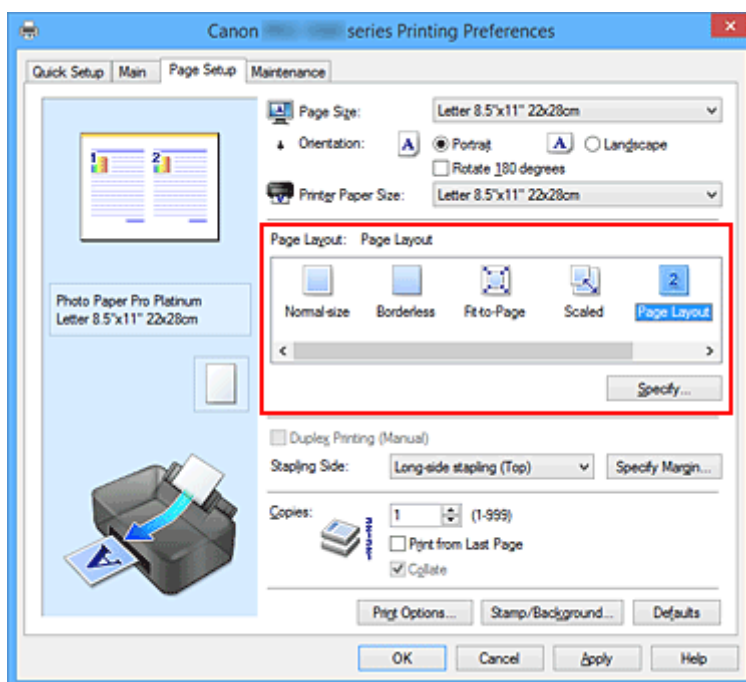 Canon series Printing Preferences
Quick Setup Main Page Setup Maintenance
1 2
Photo Paper Pro Platinum
Letter 8.5"x11" 22x28cm
Page Size: Letter 8.5"x11" 22x28cm
Orientation: A Portrait A Landscape
Rotate 180 degrees
Printer Paper Size: Letter 8.5"x11" 22x28cm
Page Layout: Page Layout
2
Normal-size Borderless Fit-to-Page Scaled Page Layout
Specify...
Duplex Printing (Manual)
Stapling Side: Long-side stapling (Top) Specify Margin...
Copies: 1 (1-999)
Print from Last Page
Collate
A
Print Options... Stamp/Background... Defaults
OK Cancel Apply Help